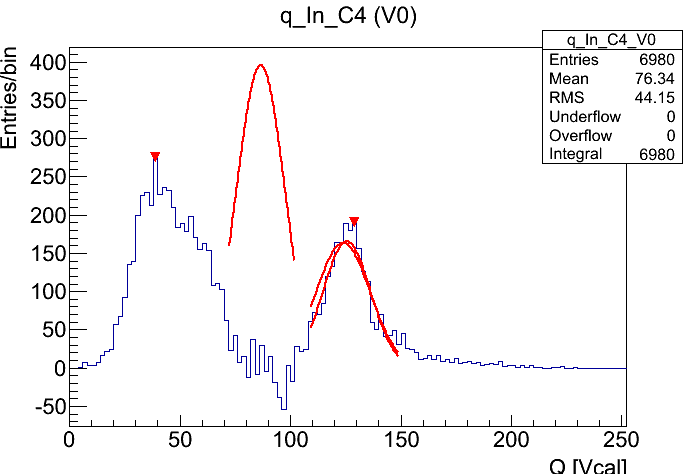 q_In_C4 (V0)
q_In_C4_V0
Entries 6980
Mean 76.34
RMS 44.15
Underflow 0
Overflow 0
Integral 6980
Entries/bin
400
350
300
250
200
150
100
50
0
-50
0 50 100 150 200 250
Q [Vcal]